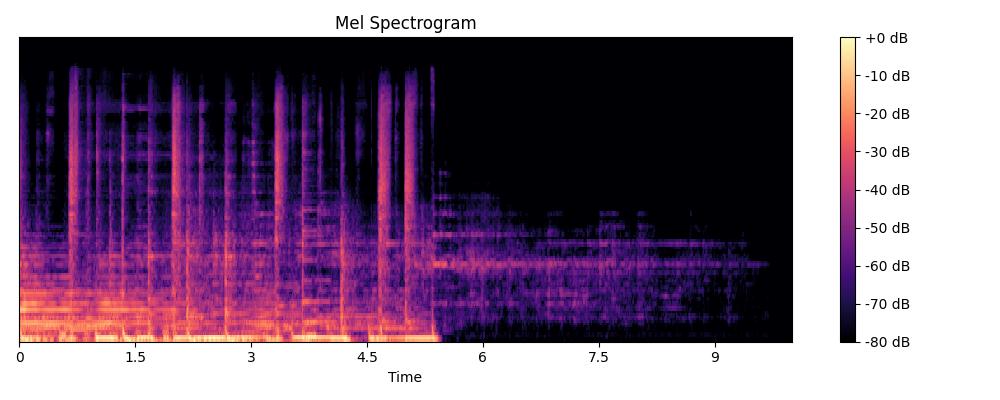 Mel Spectrogram
+0 dB
-10 dB
-20 dB
-30 dB
-40 dB
-50 dB
-60 dB
-70 dB
-80 dB
0 1.5 3 4.5 6 7.5 9
Time